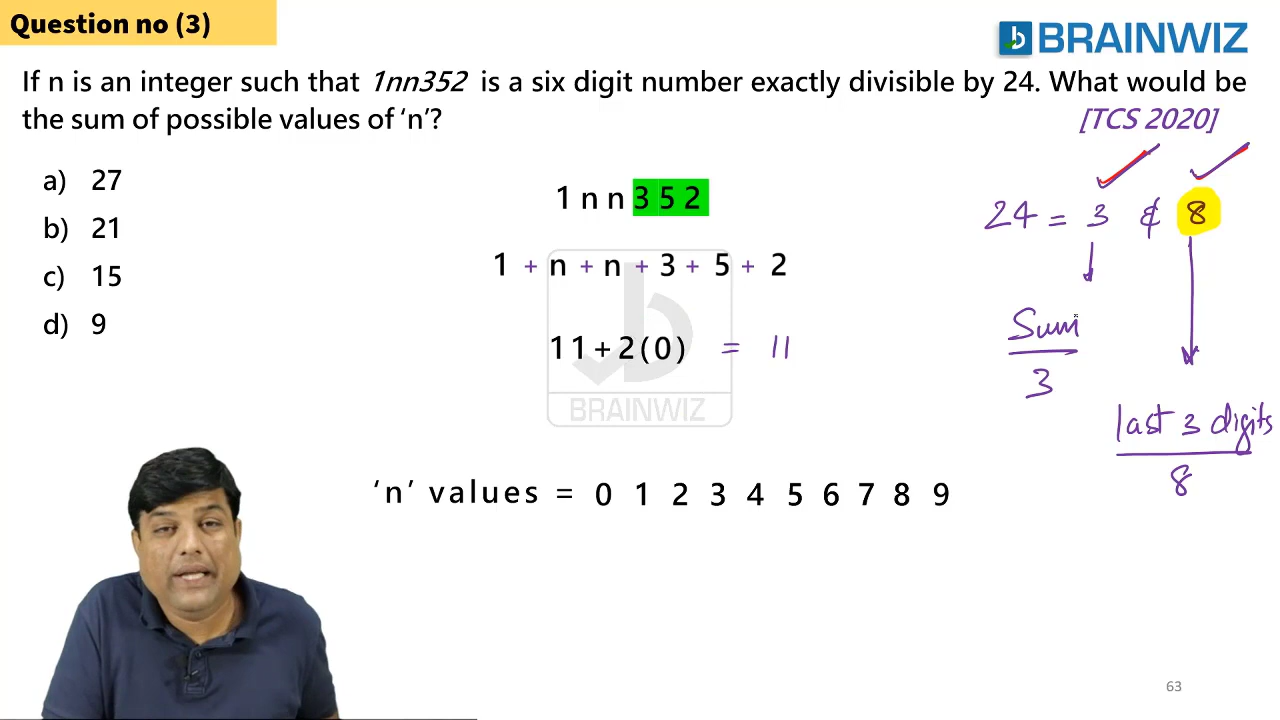 Question no (3)
BRAINWIZ
If n is an integer such that 1nn352 is a six digit number exactly divisible by 24. What would be
the sum of possible values of ‘n’?
[TCS 2020]
a) 27
b) 21
c) 15
d) 9
1 n n 3 5 2
1 + n + n + 3 + 5 + 2
11+2(0) = 11
BRAINWIZ
24 = 3 & 8
Sum
3
last 3 digits
8
‘n’ values = 0 1 2 3 4 5 6 7 8 9
63